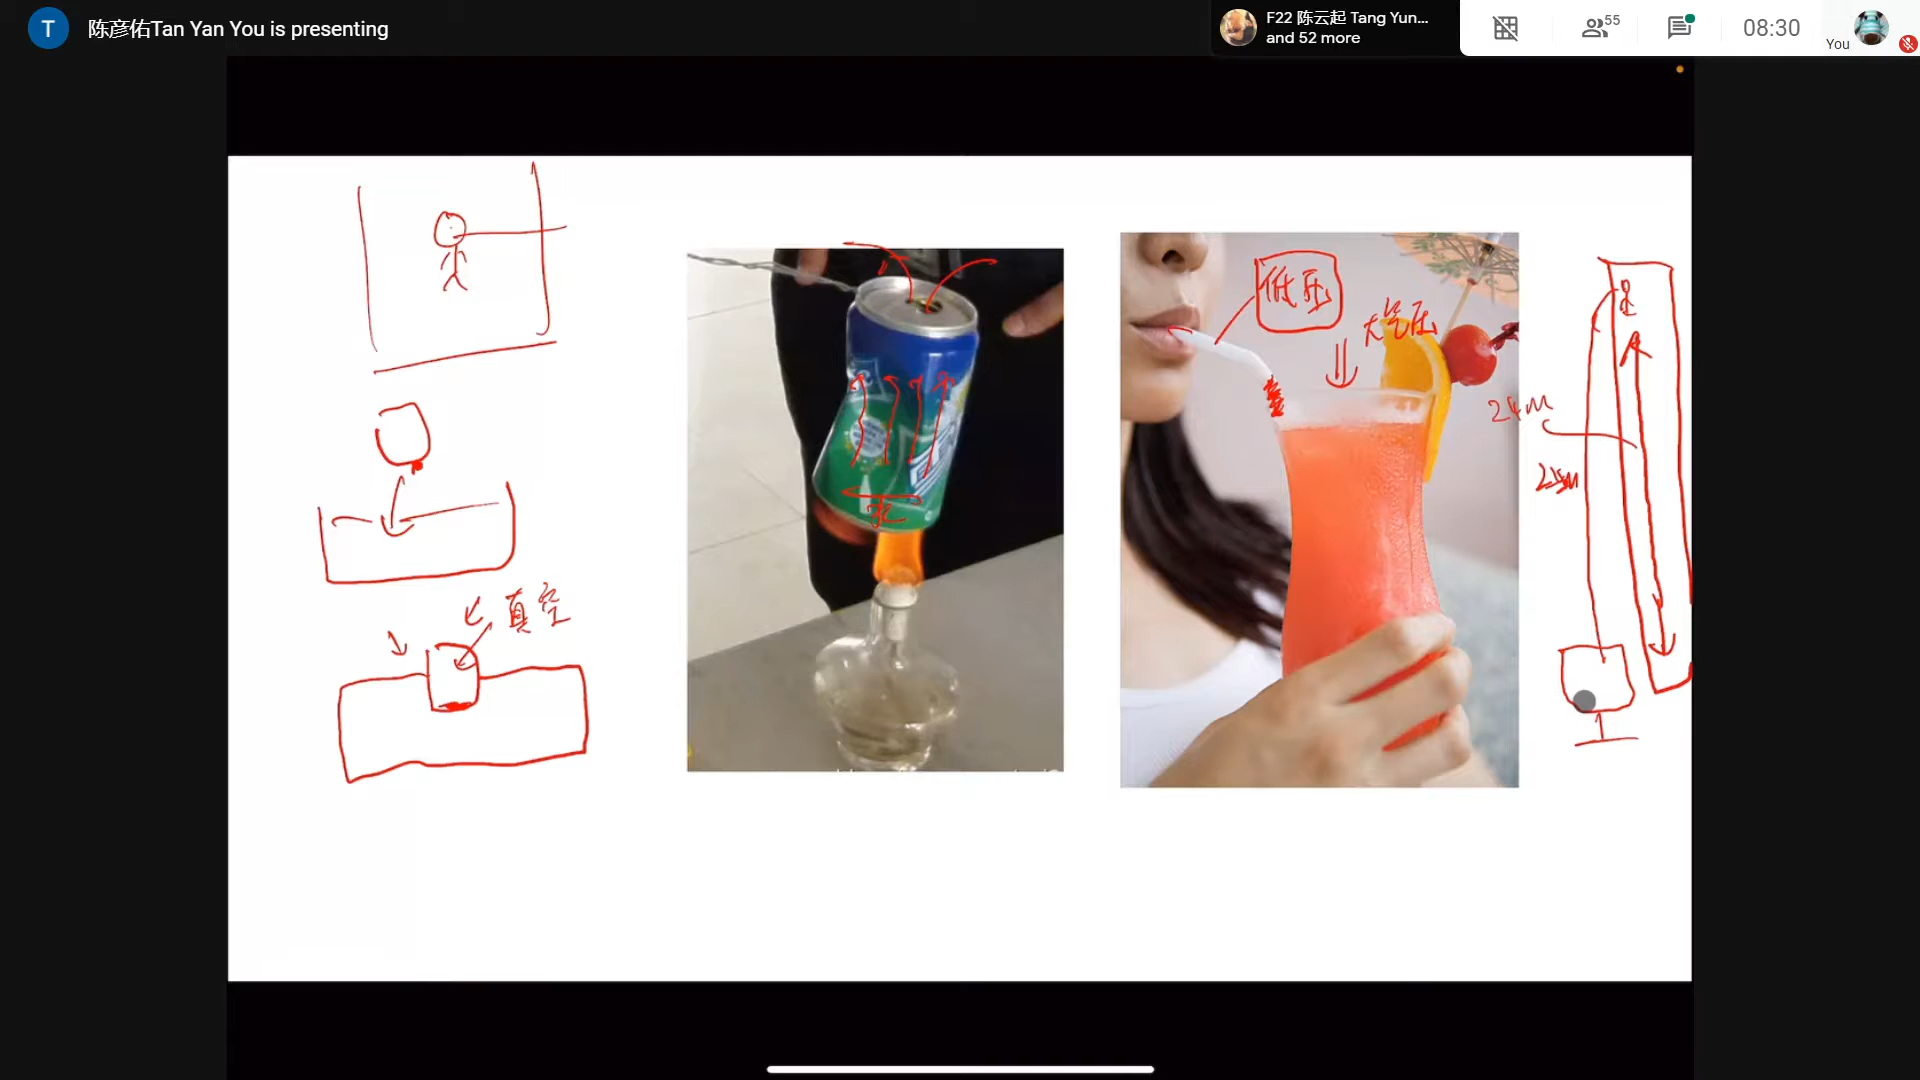 T
陈彦佑Tan Yan You is presenting
F22 陈云起 Tang Yun...
and 52 more
55
08:30
You
低压
大气压
24m
水
真空